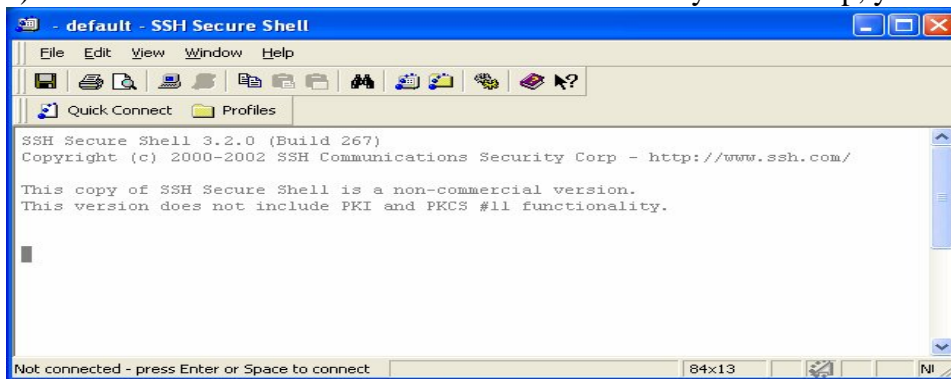 - default - SSH Secure Shell
File Edit View Window Help
Quick Connect Profiles
SSH Secure Shell 3.2.0 (Build 267)
Copyright (c) 2000-2002 SSH Communications Security Corp - http://www.ssh.com/
This copy of SSH Secure Shell is a non-commercial version.
This version does not include PKI and PKCS #11 functionality.
Not connected - press Enter or Space to connect 84x13